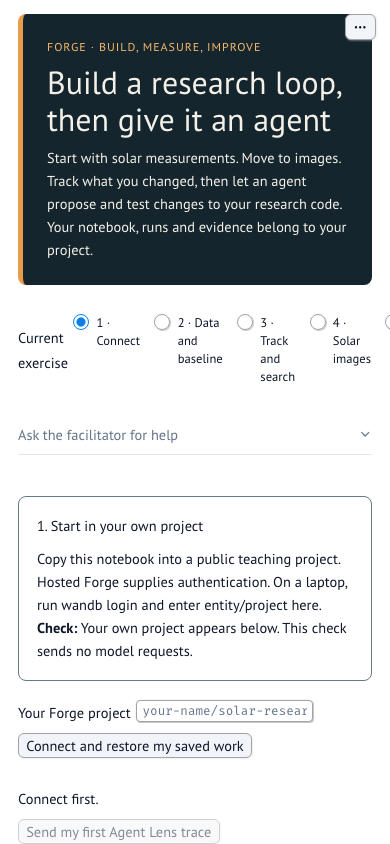 FORGE · BUILD, MEASURE, IMPROVE
Build a research loop,
then give it an agent
Start with solar measurements. Move to images.
Track what you changed, then let an agent
propose and test changes to your research code.
Your notebook, runs and evidence belong to your
project.
Current
exercise
1 ·
Connect
2 · Data
and
baseline
3 ·
Track
and
search
4 ·
Solar
images
Ask the facilitator for help
1. Start in your own project
Copy this notebook into a public teaching project.
Hosted Forge supplies authentication. On a laptop,
run wandb login and enter entity/project here.
Check: Your own project appears below. This check
sends no model requests.
Your Forge project your-name/solar-resear
Connect and restore my saved work
Connect first.
Send my first Agent Lens trace